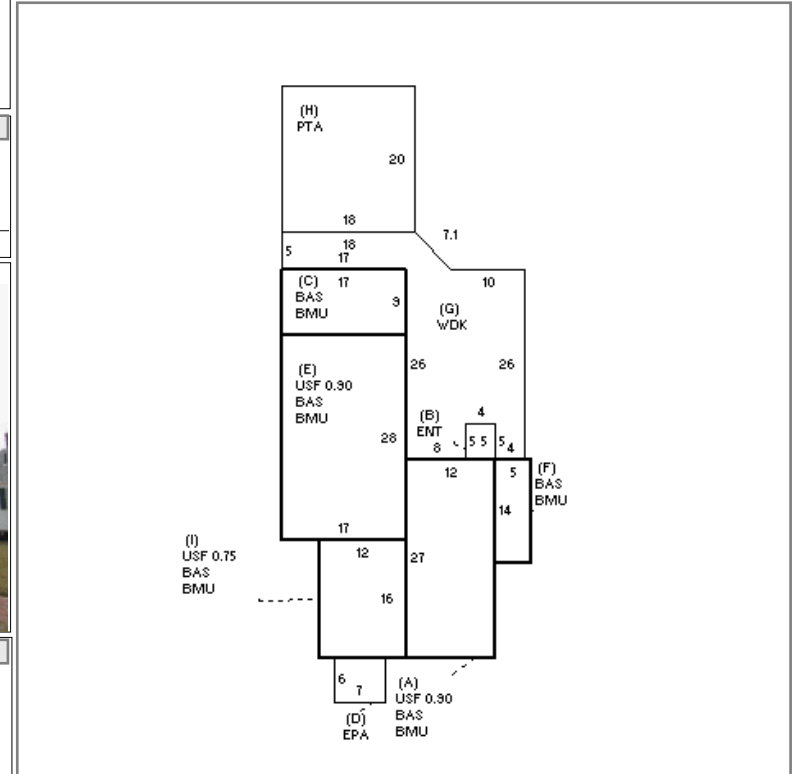 (H)
PTA
20
18
7.1
5
18
17
(C)
BAS
BMU
17
9
10
(G)
WDK
(E)
USF 0.90
BAS
BMU
26
26
28
(B)
ENT
4
8
5 5
5
4
12
5
(F)
BAS
BMU
14
17
(I)
USF 0.75
BAS
BMU
12
27
16
6
7
(A)
USF 0.90
BAS
BMU
(D)
EPA